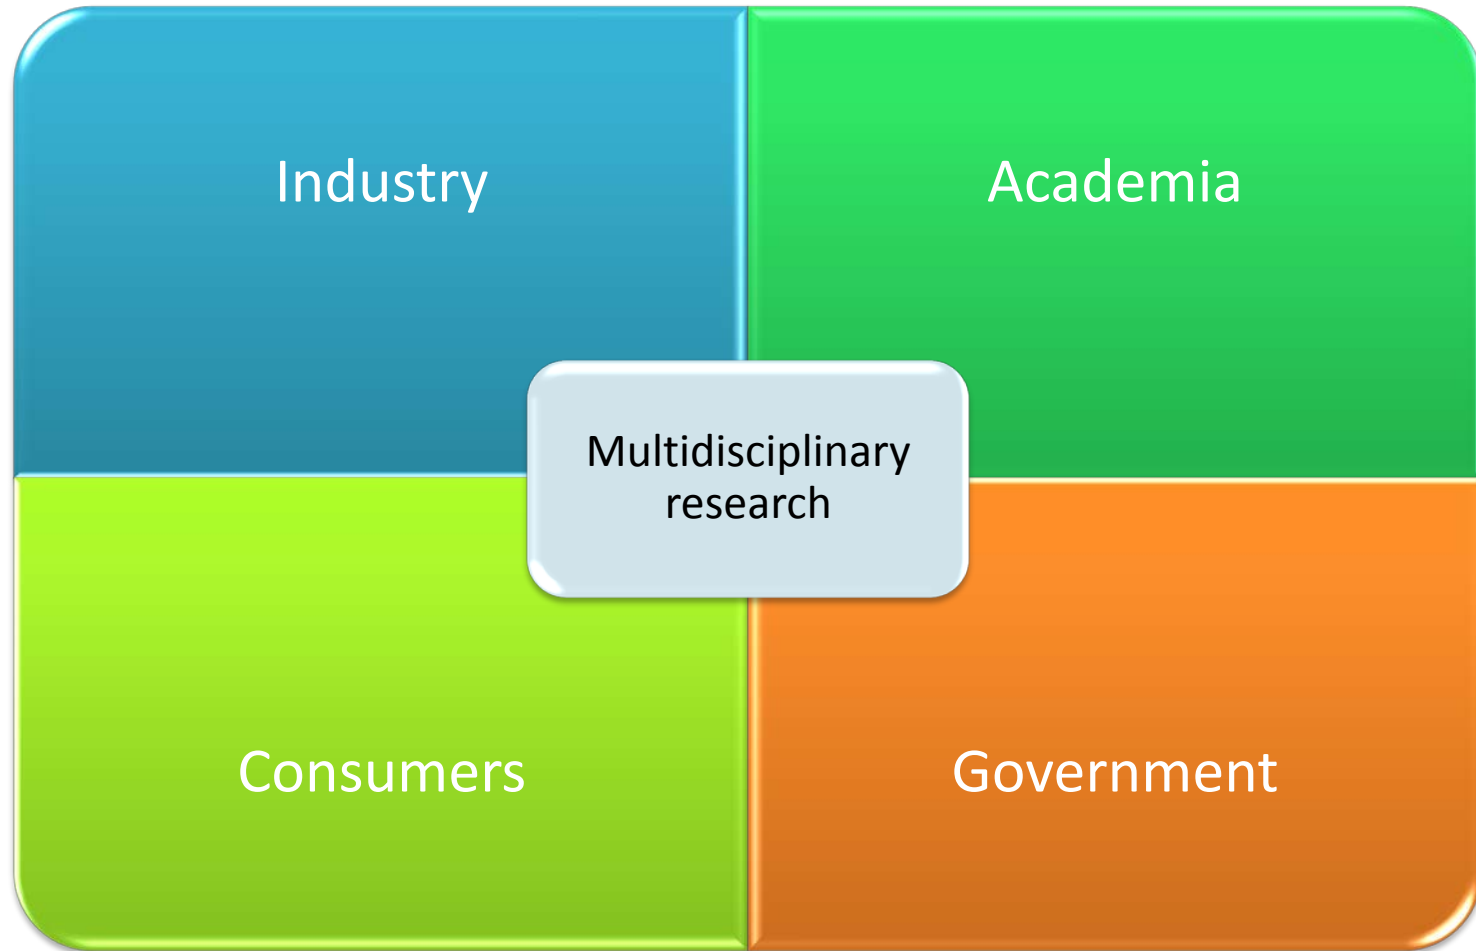 Industry
Academia
Multidisciplinary
research
Consumers
Government